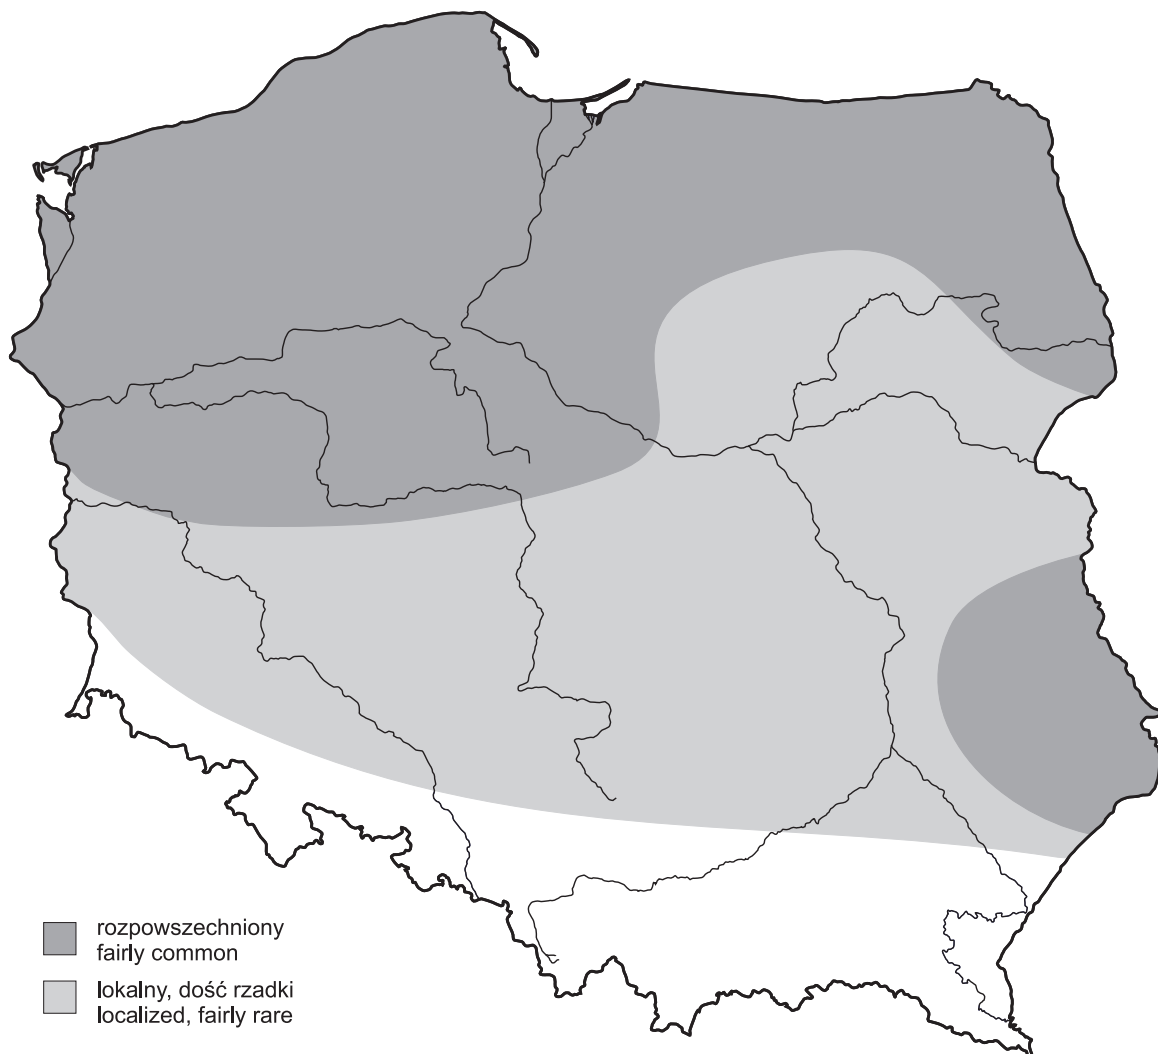 rozpowszechniony
fairly common
lokalny, dość rzadki
localized, fairly rare